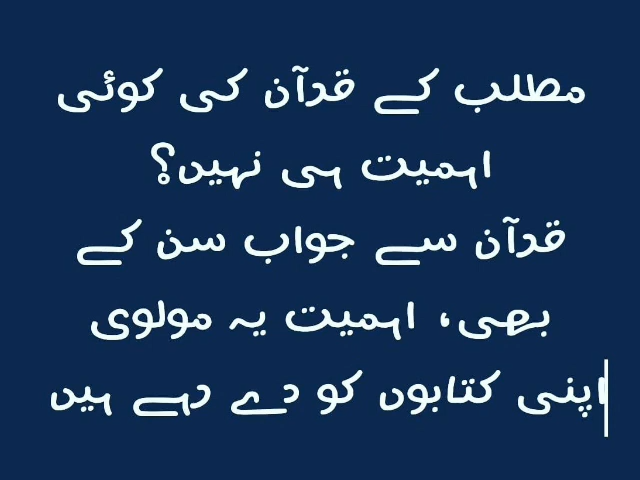 مطلب کے قرآن کی کوئی
اہمیت ہی نہیں؟
قرآن سے جواب سن کے
بھی، اہمیت یہ مولوی
اپنی کتابوں کو دے رہے ہیں